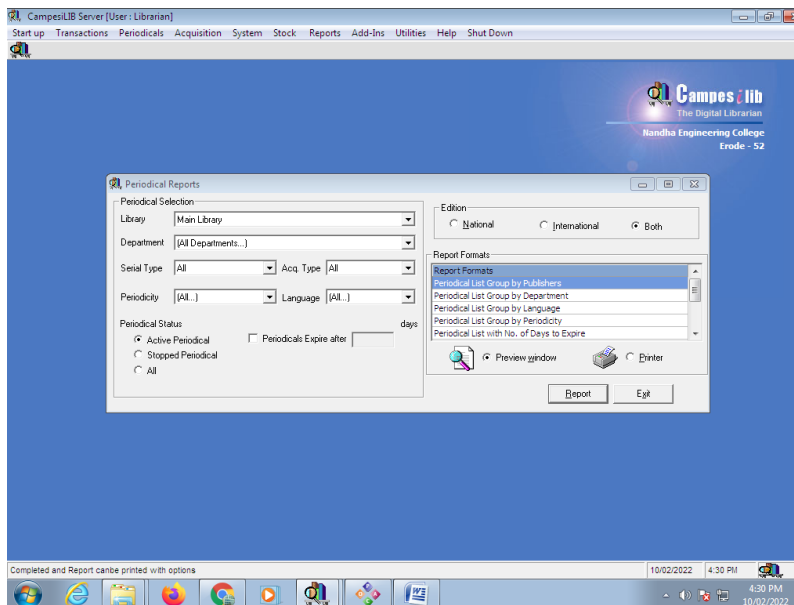 CampesiLIB Server [User : Librarian]
Start up Transactions Periodicals Acquisition System Stock Reports Add-Ins Utilities Help Shut Down
Campes i lib
The Digital Librarian
Nandha Engineering College
Erode - 52
Periodical Reports
Periodical Selection
Library Main Library
Department (All Departments...)
Serial Type All Acq. Type All
Periodicity (All...) Language (All...)
Periodical Status
Active Periodical
Stopped Periodical
All
Periodicals Expire after days
Edition
National International Both
Report Formats
Report Formats
Periodical List Group by Publishers
Periodical List Group by Department
Periodical List Group by Language
Periodical List Group by Periodicity
Periodical List with No. of Days to Expire
Preview window Printer
Report Exit
Completed and Report canbe printed with options 10/02/2022 4:30 PM
4:30 PM
10/02/2022